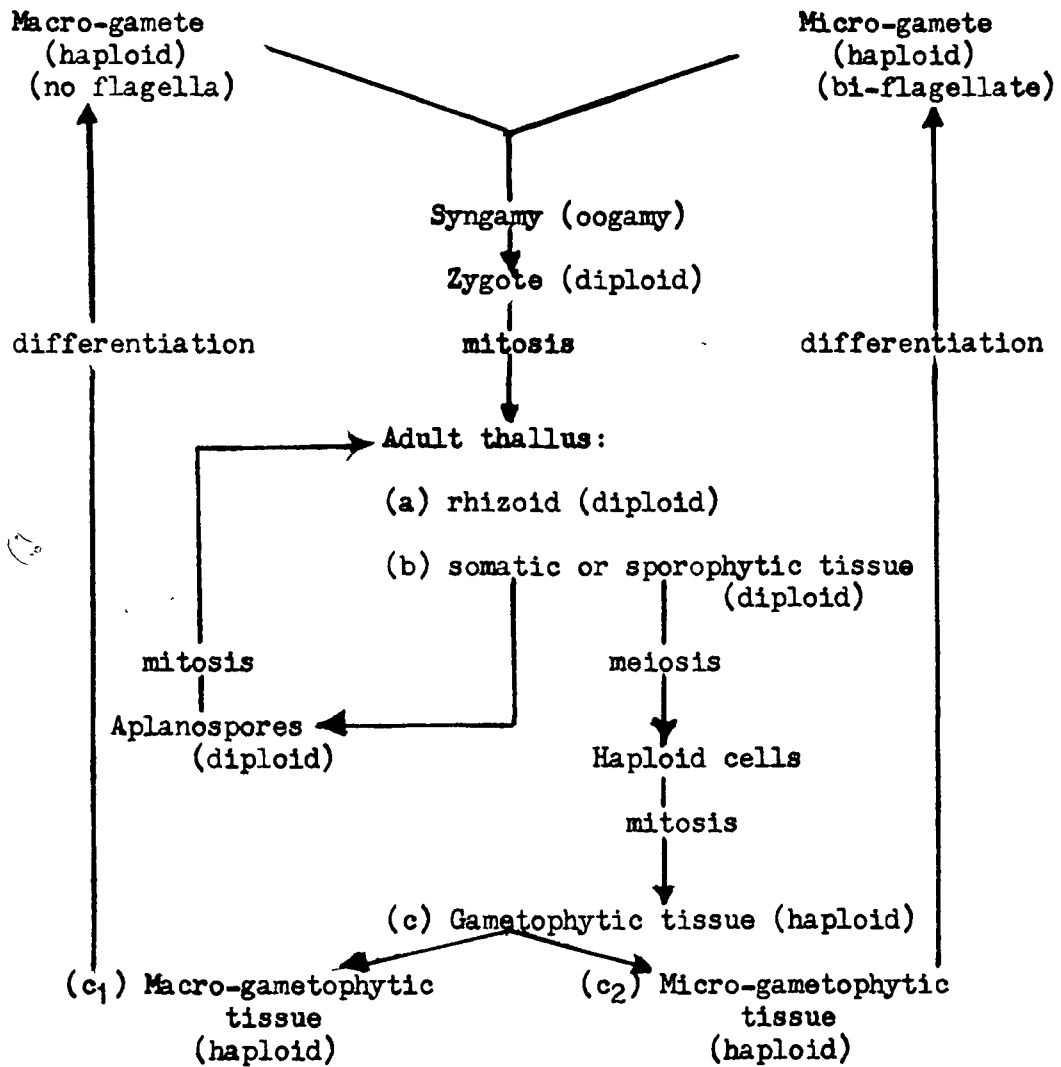 Macro-gamete
(haploid)
(no flagella)
Micro-gamete
(haploid)
(bi-flagellate)
Syngamy (oogamy)
Zygote (diploid)
differentiation
mitosis
differentiation
Adult thallus:
(a) rhizoid (diploid)
(b) somatic or sporophytic tissue
(diploid)
mitosis
meiosis
Aplanospores
(diploid)
Haploid cells
mitosis
(c) Gametophytic tissue (haploid)
(c1) Macro-gametophytic
tissue
(haploid)
(c2) Micro-gametophytic
tissue
(haploid)